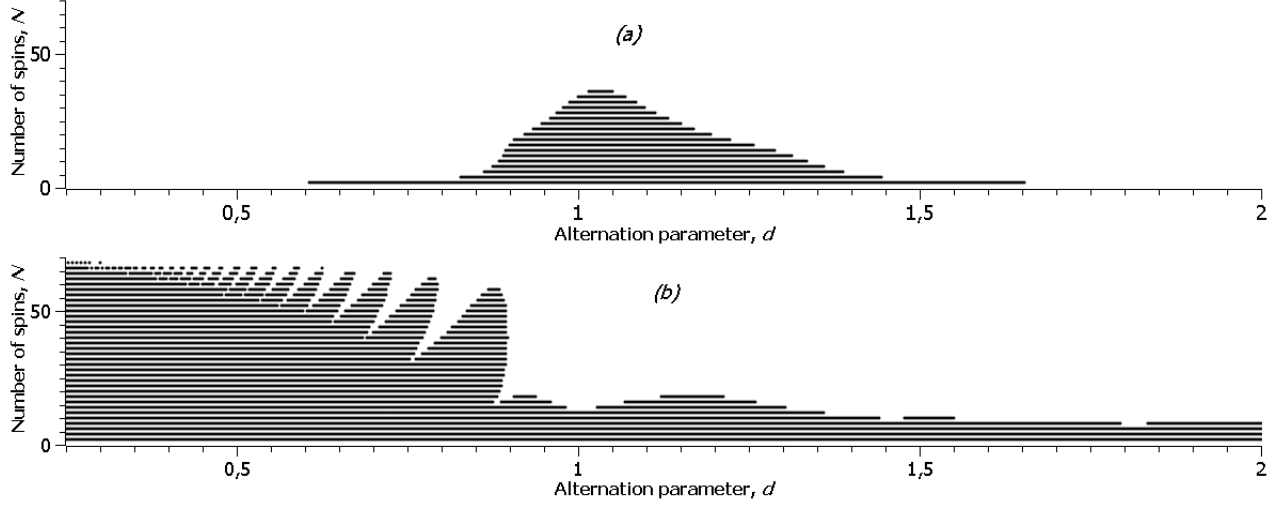 Number of spins, N
50
0
(a)
0,5
1
1,5
2
Alternation parameter, d
Number of spins, N
50
0
(b)
0,5
1
1,5
2
Alternation parameter, d